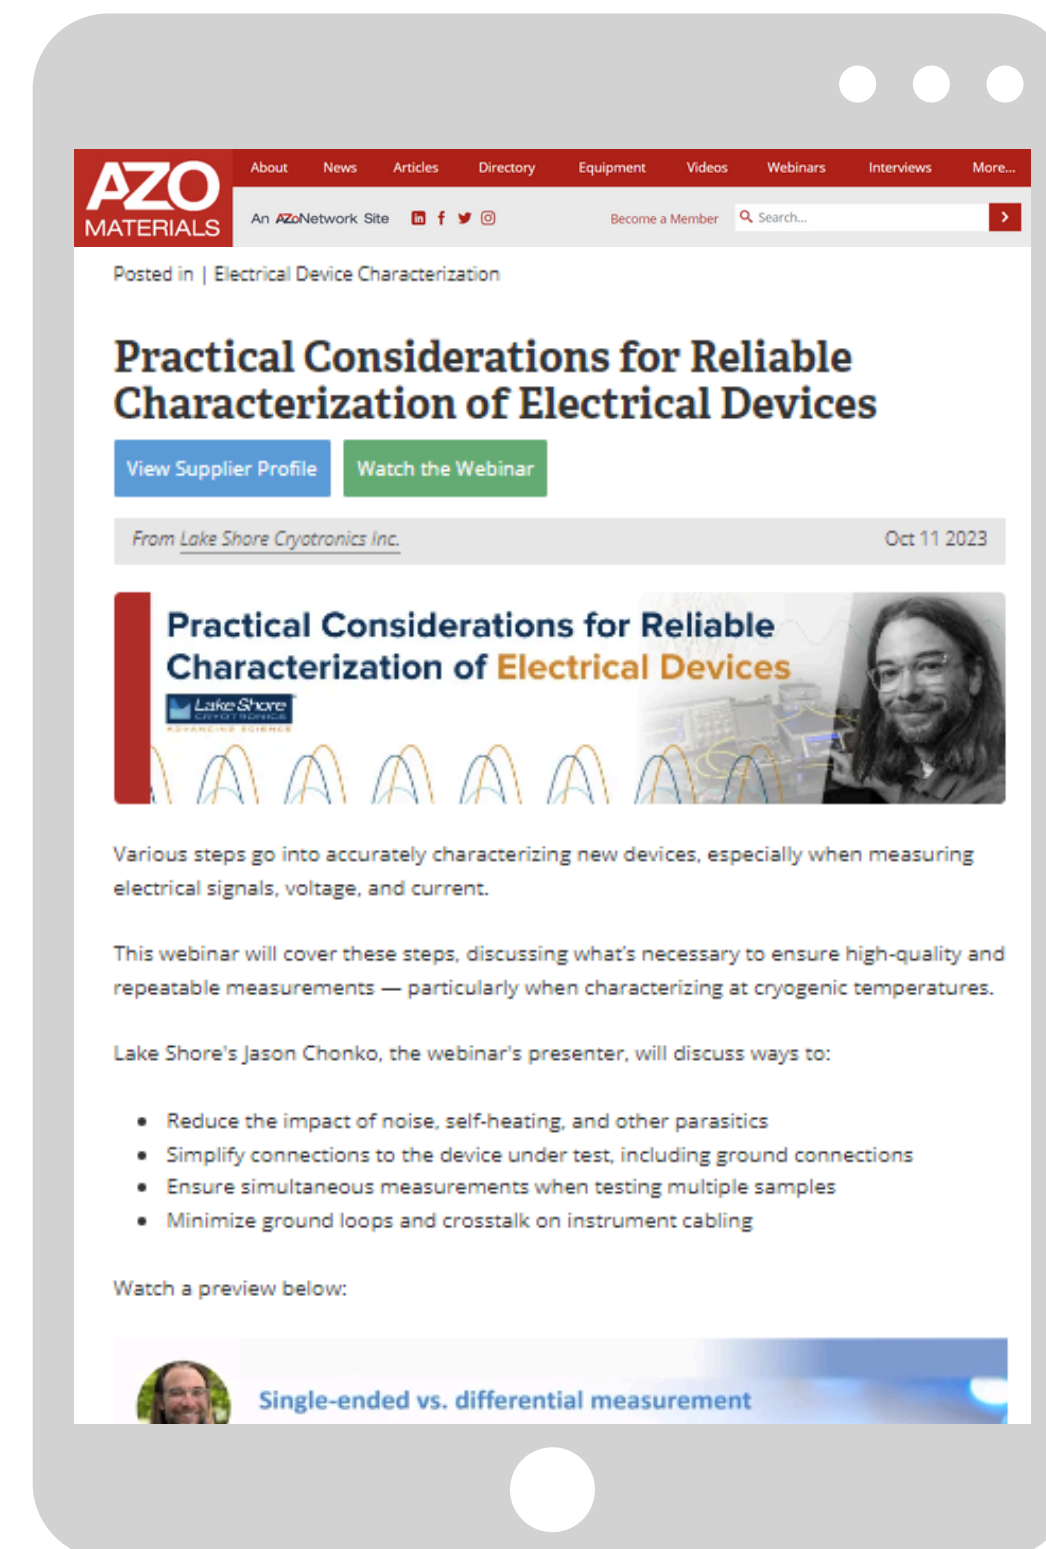 AZO
MATERIALS
About News Articles Directory Equipment Videos Webinars Interviews More...
An AZoNetwork Site
Become a Member
Search...
Posted in | Electrical Device Characterization
Practical Considerations for Reliable
Characterization of Electrical Devices
View Supplier Profile
Watch the Webinar
From Lake Shore Cryotronics Inc.
Oct 11 2023
Practical Considerations for Reliable
Characterization of Electrical Devices
Lake Shore
CRYOTRONICS
ADVANCING SCIENCE
Various steps go into accurately characterizing new devices, especially when measuring
electrical signals, voltage, and current.
This webinar will cover these steps, discussing what's necessary to ensure high-quality and
repeatable measurements — particularly when characterizing at cryogenic temperatures.
Lake Shore's Jason Chonko, the webinar's presenter, will discuss ways to:
• Reduce the impact of noise, self-heating, and other parasitics
• Simplify connections to the device under test, including ground connections
• Ensure simultaneous measurements when testing multiple samples
• Minimize ground loops and crosstalk on instrument cabling
Watch a preview below:
Single-ended vs. differential measurement